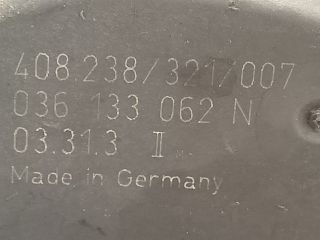 408.238/321/007
036 133 062 N
03.31.3 II
Made in Germany